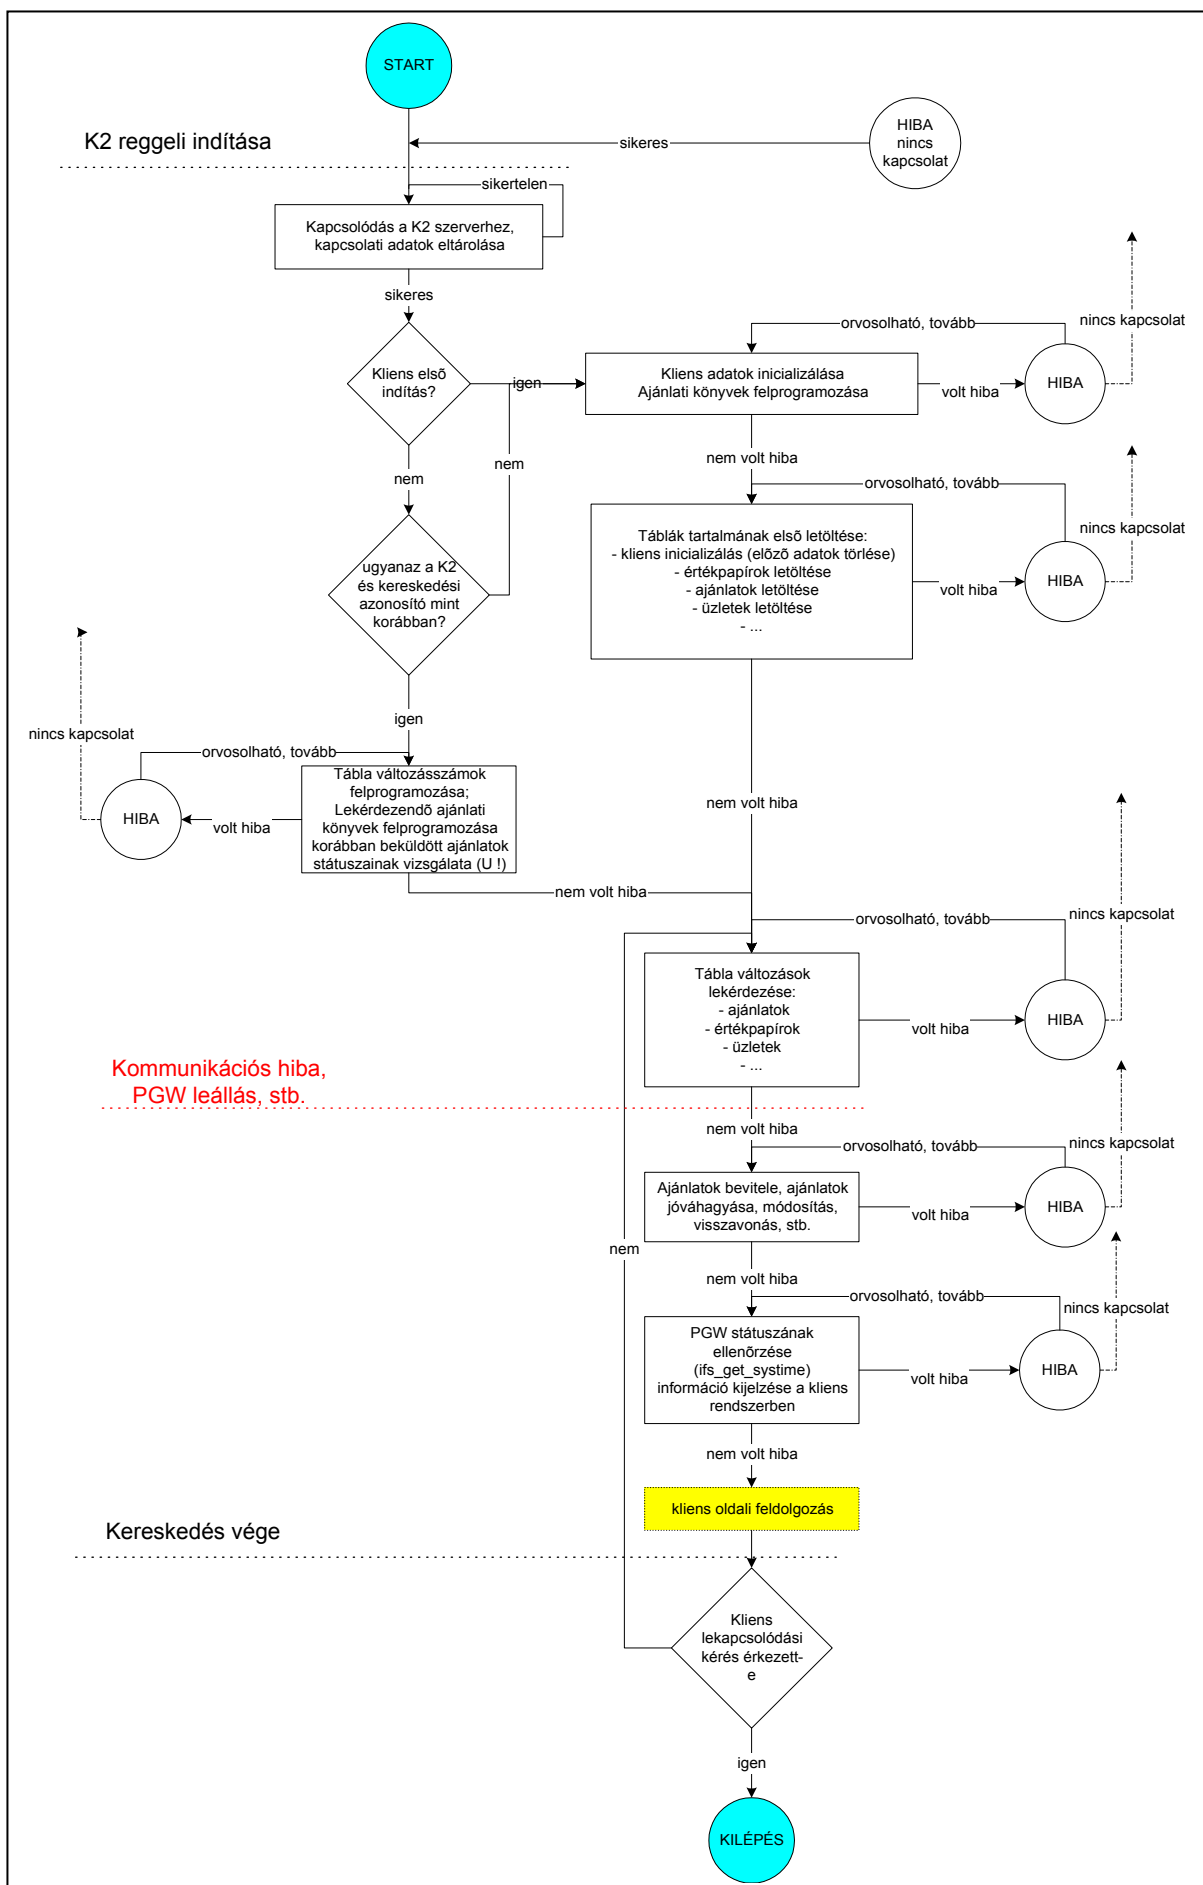 START
K2 reggeli indítása
HIBA
nincs
kapcsolat
sikeres
sikertelen
Kapcsolódás a K2 szerverhez,
kapcsolati adatok eltárolása
sikeres
nincs kapcsolat
orvosolható, tovább
Kliens elsõ
indítás?
igen
Kliens adatok inicializálása
Ajánlati könyvek felprogramozása
volt hiba
HIBA
nem
nem
nem volt hiba
orvosolható, tovább
nincs kapcsolat
ugyanaz a K2
és kereskedési
azonosító mint
korábban?
Táblák tartalmának elsõ letöltése:
- kliens inicializálás (elõzõ adatok törlése)
- értékpapírok letöltése
- ajánlatok letöltése
- üzletek letöltése
- ...
volt hiba
HIBA
igen
nincs kapcsolat
orvosolható, tovább
HIBA
volt hiba
Tábla változásszámok
felprogramozása;
Lekérdezendõ ajánlati
könyvek felprogramozása
korábban beküldött ajánlatok
státuszainak vizsgálata (U !)
nem volt hiba
nem volt hiba
orvosolható, tovább
nincs kapcsolat
Tábla változások
lekérdezése:
- ajánlatok
- értékpapírok
- üzletek
- ...
volt hiba
HIBA
Kommunikációs hiba,
PGW leállás, stb.
nem volt hiba
orvosolható, tovább
nincs kapcsolat
Ajánlatok bevitele, ajánlatok
jóváhagyása, módosítás,
visszavonás, stb.
volt hiba
HIBA
nem
nem volt hiba
orvosolható, tovább
nincs kapcsolat
PGW státuszának
ellenõrzése
(ifs_get_systime)
információ kijelzése a kliens
rendszerben
volt hiba
HIBA
nem volt hiba
kliens oldali feldolgozás
Kereskedés vége
Kliens
lekapcsolódási
kérés érkezett-
e
igen
KILÉPÉS